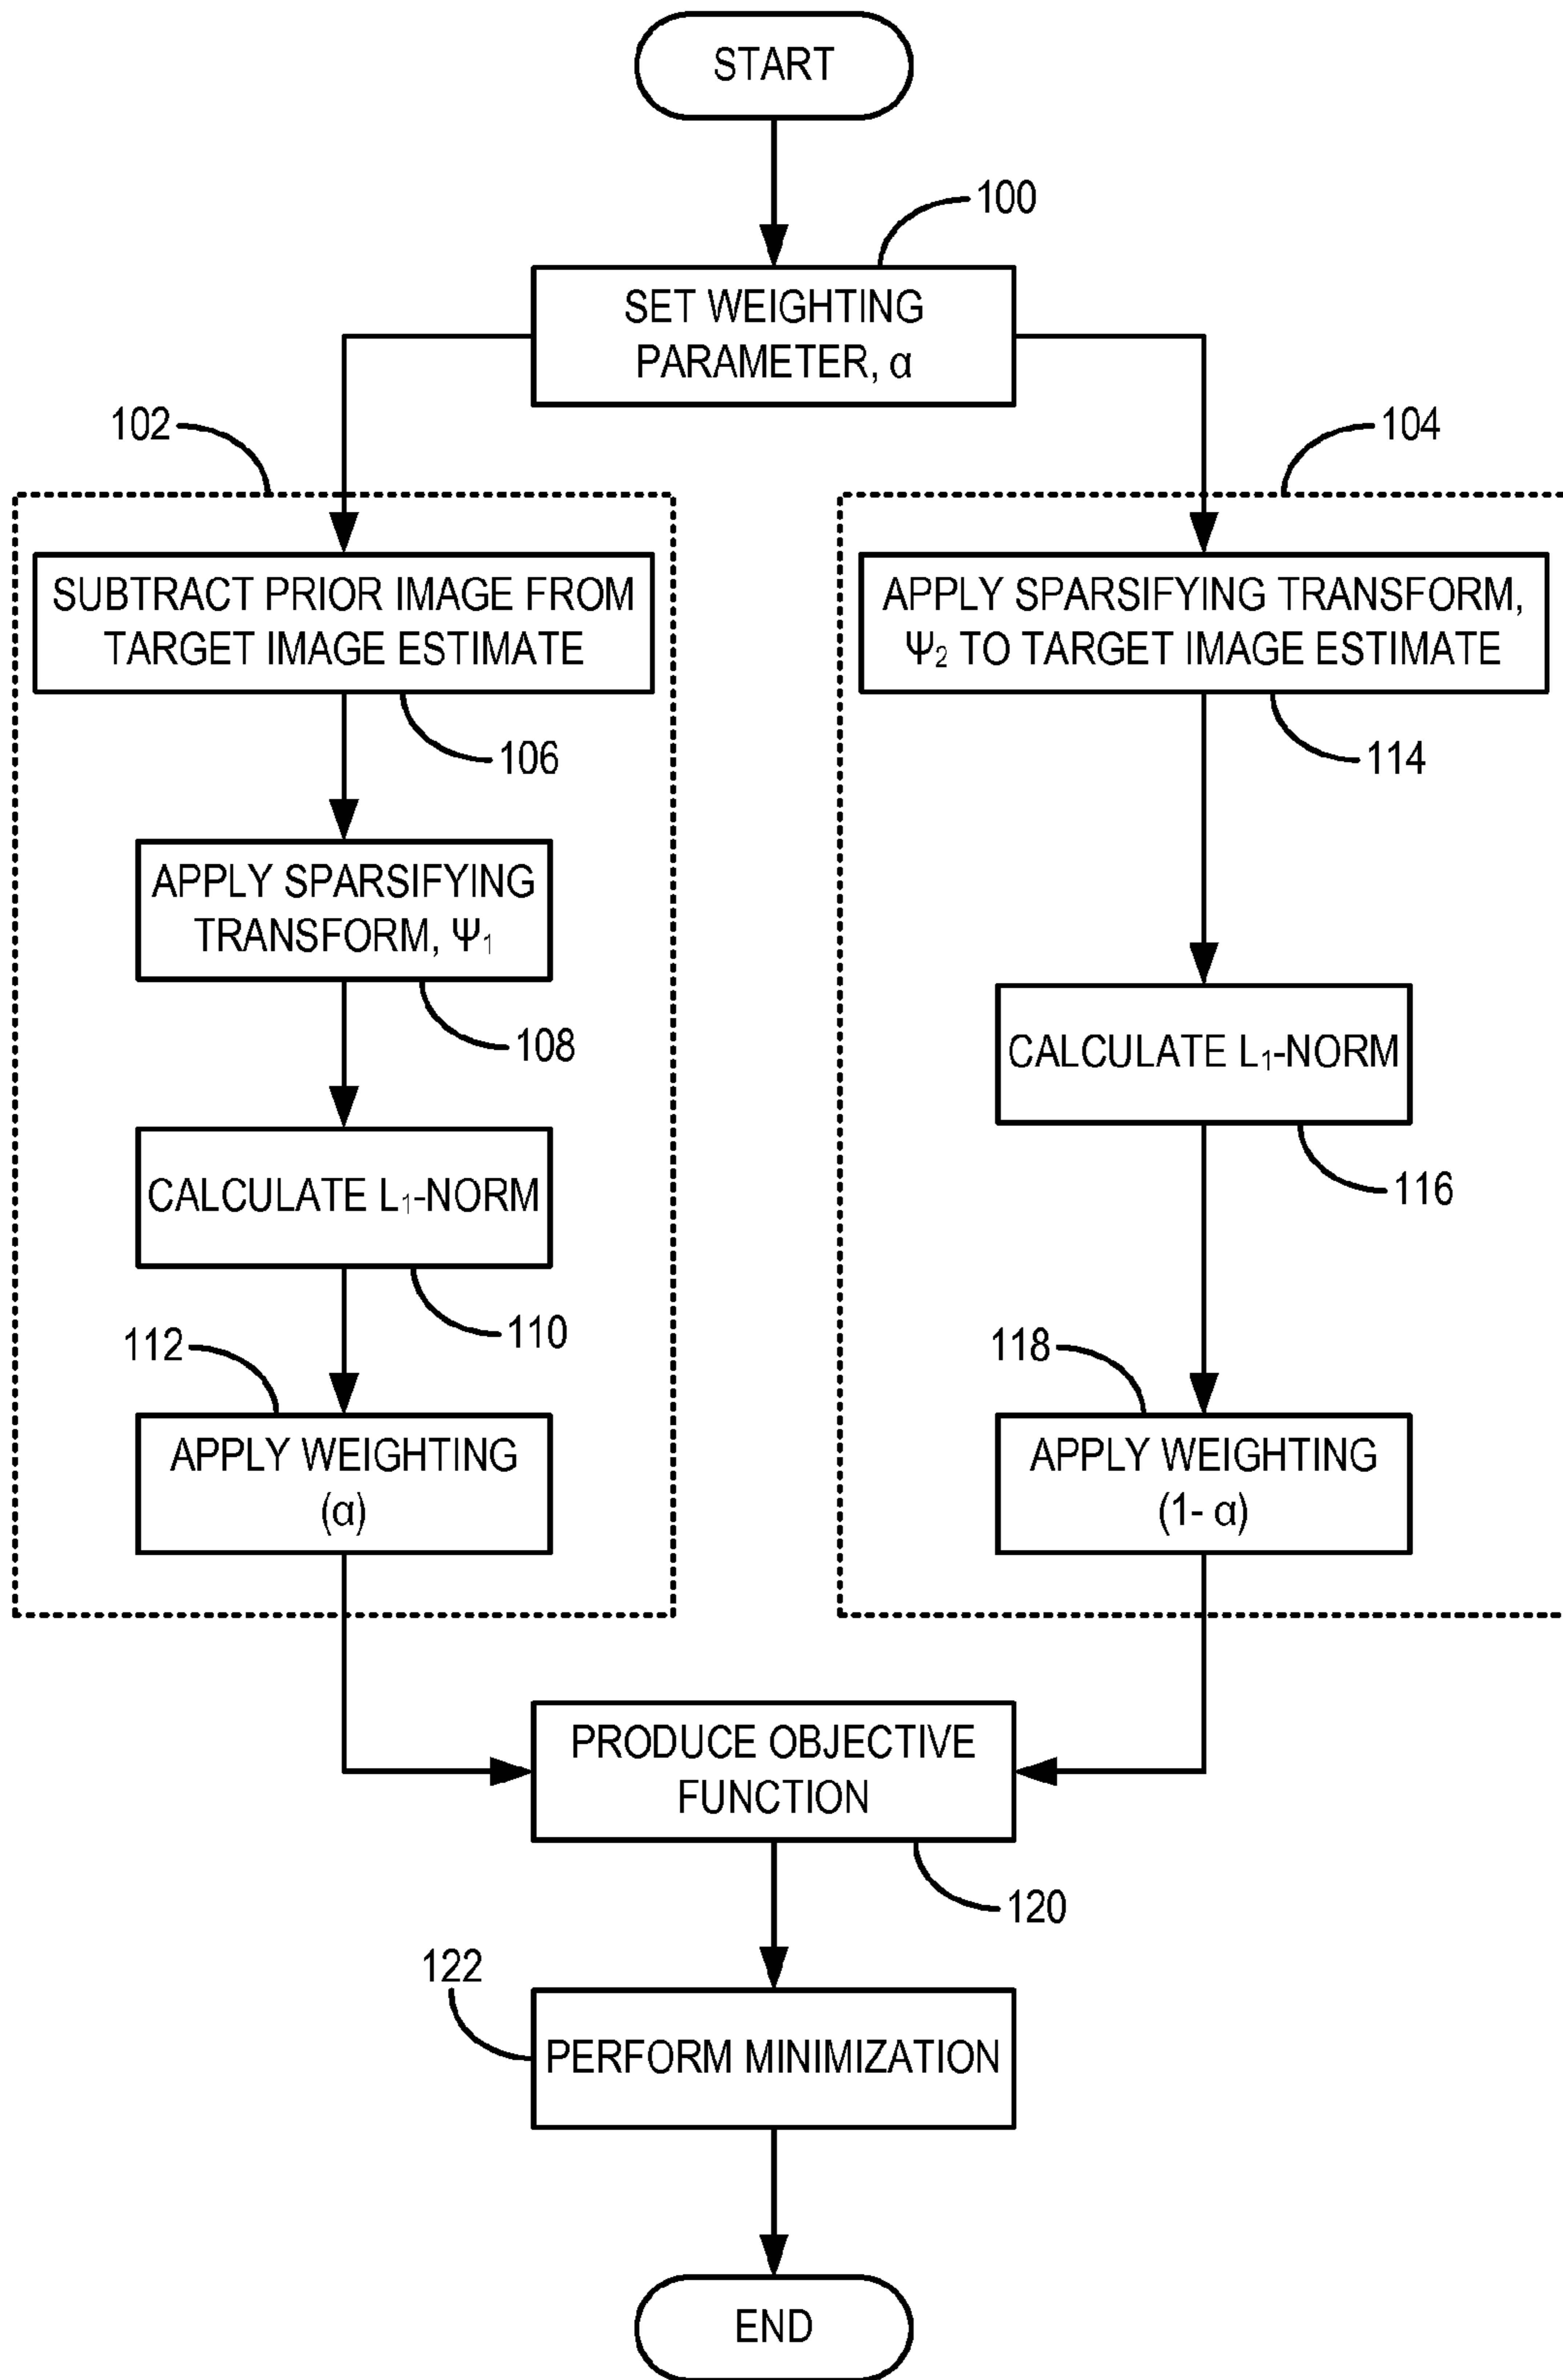 START
100
SET WEIGHTING
PARAMETER, α
102
104
SUBTRACT PRIOR IMAGE FROM
TARGET IMAGE ESTIMATE
106
APPLY SPARSIFYING TRANSFORM,
Ψ₂ TO TARGET IMAGE ESTIMATE
114
APPLY SPARSIFYING
TRANSFORM, Ψ₁
108
CALCULATE L₁-NORM
116
CALCULATE L₁-NORM
110
112
APPLY WEIGHTING
(α)
118
APPLY WEIGHTING
(1- α)
PRODUCE OBJECTIVE
FUNCTION
120
122
PERFORM MINIMIZATION
END